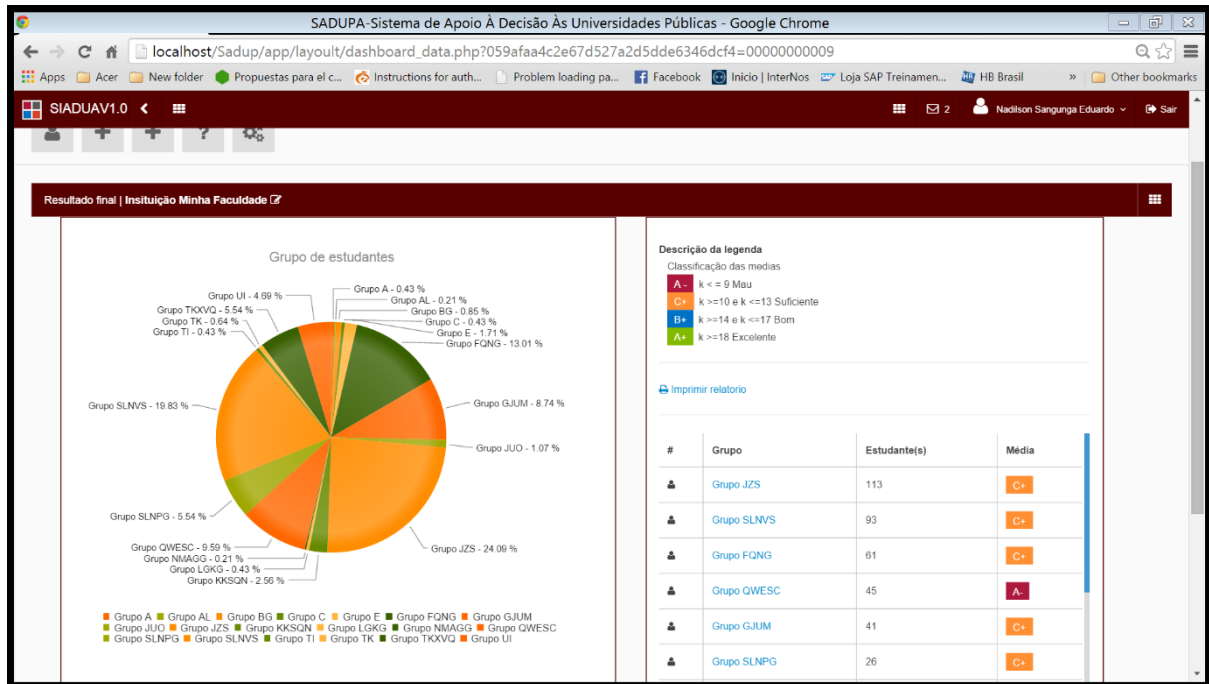 SADUPA-Sistema de Apoio À Decisão Às Universidades Públicas - Google Chrome
localhost/Sadup/app/layoult/dashboard_data.php?059afaa4c2e67d527a2d5dde6346dcf4=00000000009
Apps Acer New folder Propuestas para el c... Instructions for auth... Problem loading pa... Facebook Inicio | InterNos Loja SAP Treinamen... HB Brasil » Other bookmarks
SIADUAV1.0 2 Nadilson Sangunga Eduardo Sair
Resultado final | Insituição Minha Faculdade
Grupo de estudantes
Grupo A - 0.43 %
Grupo AL - 0.21 %
Grupo BG - 0.85 %
Grupo C - 0.43 %
Grupo E - 1.71 %
Grupo FQNG - 13.01 %
Grupo GJUM - 8.74 %
Grupo JUO - 1.07 %
Grupo JZS - 24.09 %
Grupo KKSQN - 2.56 %
Grupo LGKG - 0.43 %
Grupo NMAGG - 0.21 %
Grupo QWESC - 9.59 %
Grupo SLNPG - 5.54 %
Grupo SLNVS - 19.83 %
Grupo TI - 0.43 %
Grupo TK - 0.64 %
Grupo TKXVQ - 5.54 %
Grupo UI - 4.69 %
Grupo A Grupo AL Grupo BG Grupo C Grupo E Grupo FQNG Grupo GJUM
Grupo JUO Grupo JZS Grupo KKSQN Grupo LGKG Grupo NMAGG Grupo QWESC
Grupo SLNPG Grupo SLNVS Grupo TI Grupo TK Grupo TKXVQ Grupo UI
Descrição da legenda
Classificação das medias
A - k < = 9 Mau
C+ k >=10 e k <=13 Suficiente
B+ k >=14 e k <=17 Bom
A+ k >=18 Excelente
Imprimir relatorio
# Grupo Estudante(s) Média
Grupo JZS 113 C+
Grupo SLNVS 93 C+
Grupo FQNG 61 C+
Grupo QWESC 45 A-
Grupo GJUM 41 C+
Grupo SLNPG 26 C+